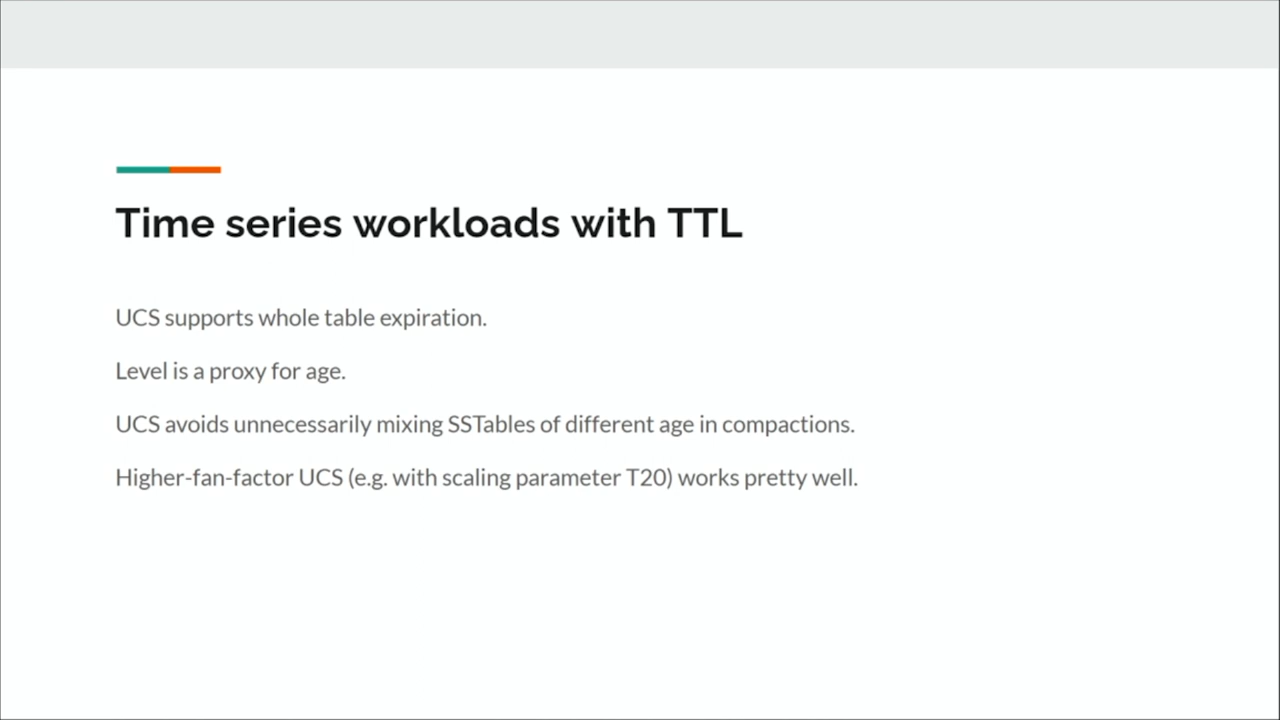 Time series workloads with TTL
UCS supports whole table expiration.
Level is a proxy for age.
UCS avoids unnecessarily mixing SSTables of different age in compactions.
Higher-fan-factor UCS (e.g. with scaling parameter T20) works pretty well.